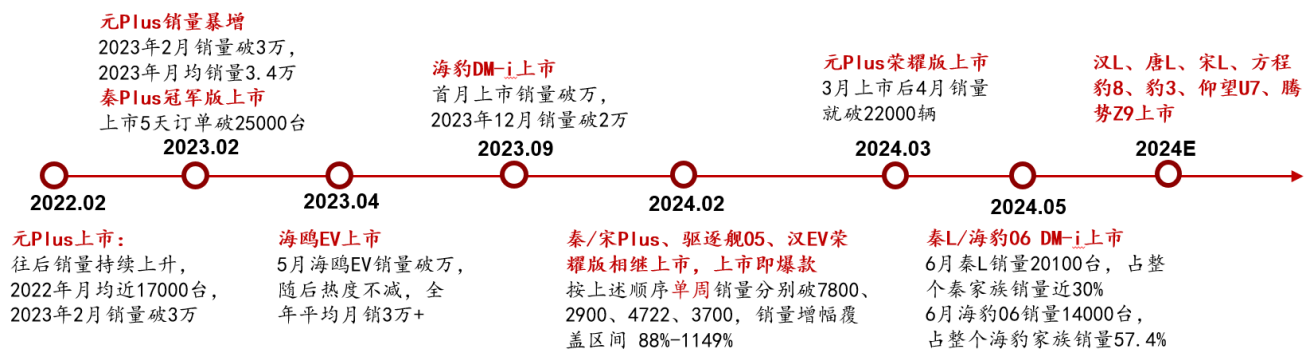 元Plus销量暴增
2023年2月销量破3万，
2023年月均销量3.4万
秦Plus冠军版上市
上市5天订单破25000台
2023.02
海豹DM-i上市
首月上市销量破万，
2023年12月销量破2万
2023.09
元Plus荣耀版上市
3月上市后4月销量
就破22000辆
2024.03
汉L、唐L、宋L、方程
豹8、豹3、仰望U7、腾
势Z9上市
2024E
2022.02
元Plus上市：
往后销量持续上升，
2022年月均近17000台，
2023年2月销量破3万
2023.04
海鸥EV上市
5月海鸥EV销量破万，
随后热度不减，全
年平均月销3万+
2024.02
秦/宋Plus、驱逐舰05、汉EV荣
耀版相继上市，上市即爆款
按上述顺序单周销量分别破7800、
2900、4722、3700，销量增幅覆
盖区间 88%-1149%
2024.05
秦L/海豹06 DM-i上市
6月秦L销量20100台，占整
个秦家族销量近30%
6月海豹06销量14000台，
占整个海豹家族销量57.4%